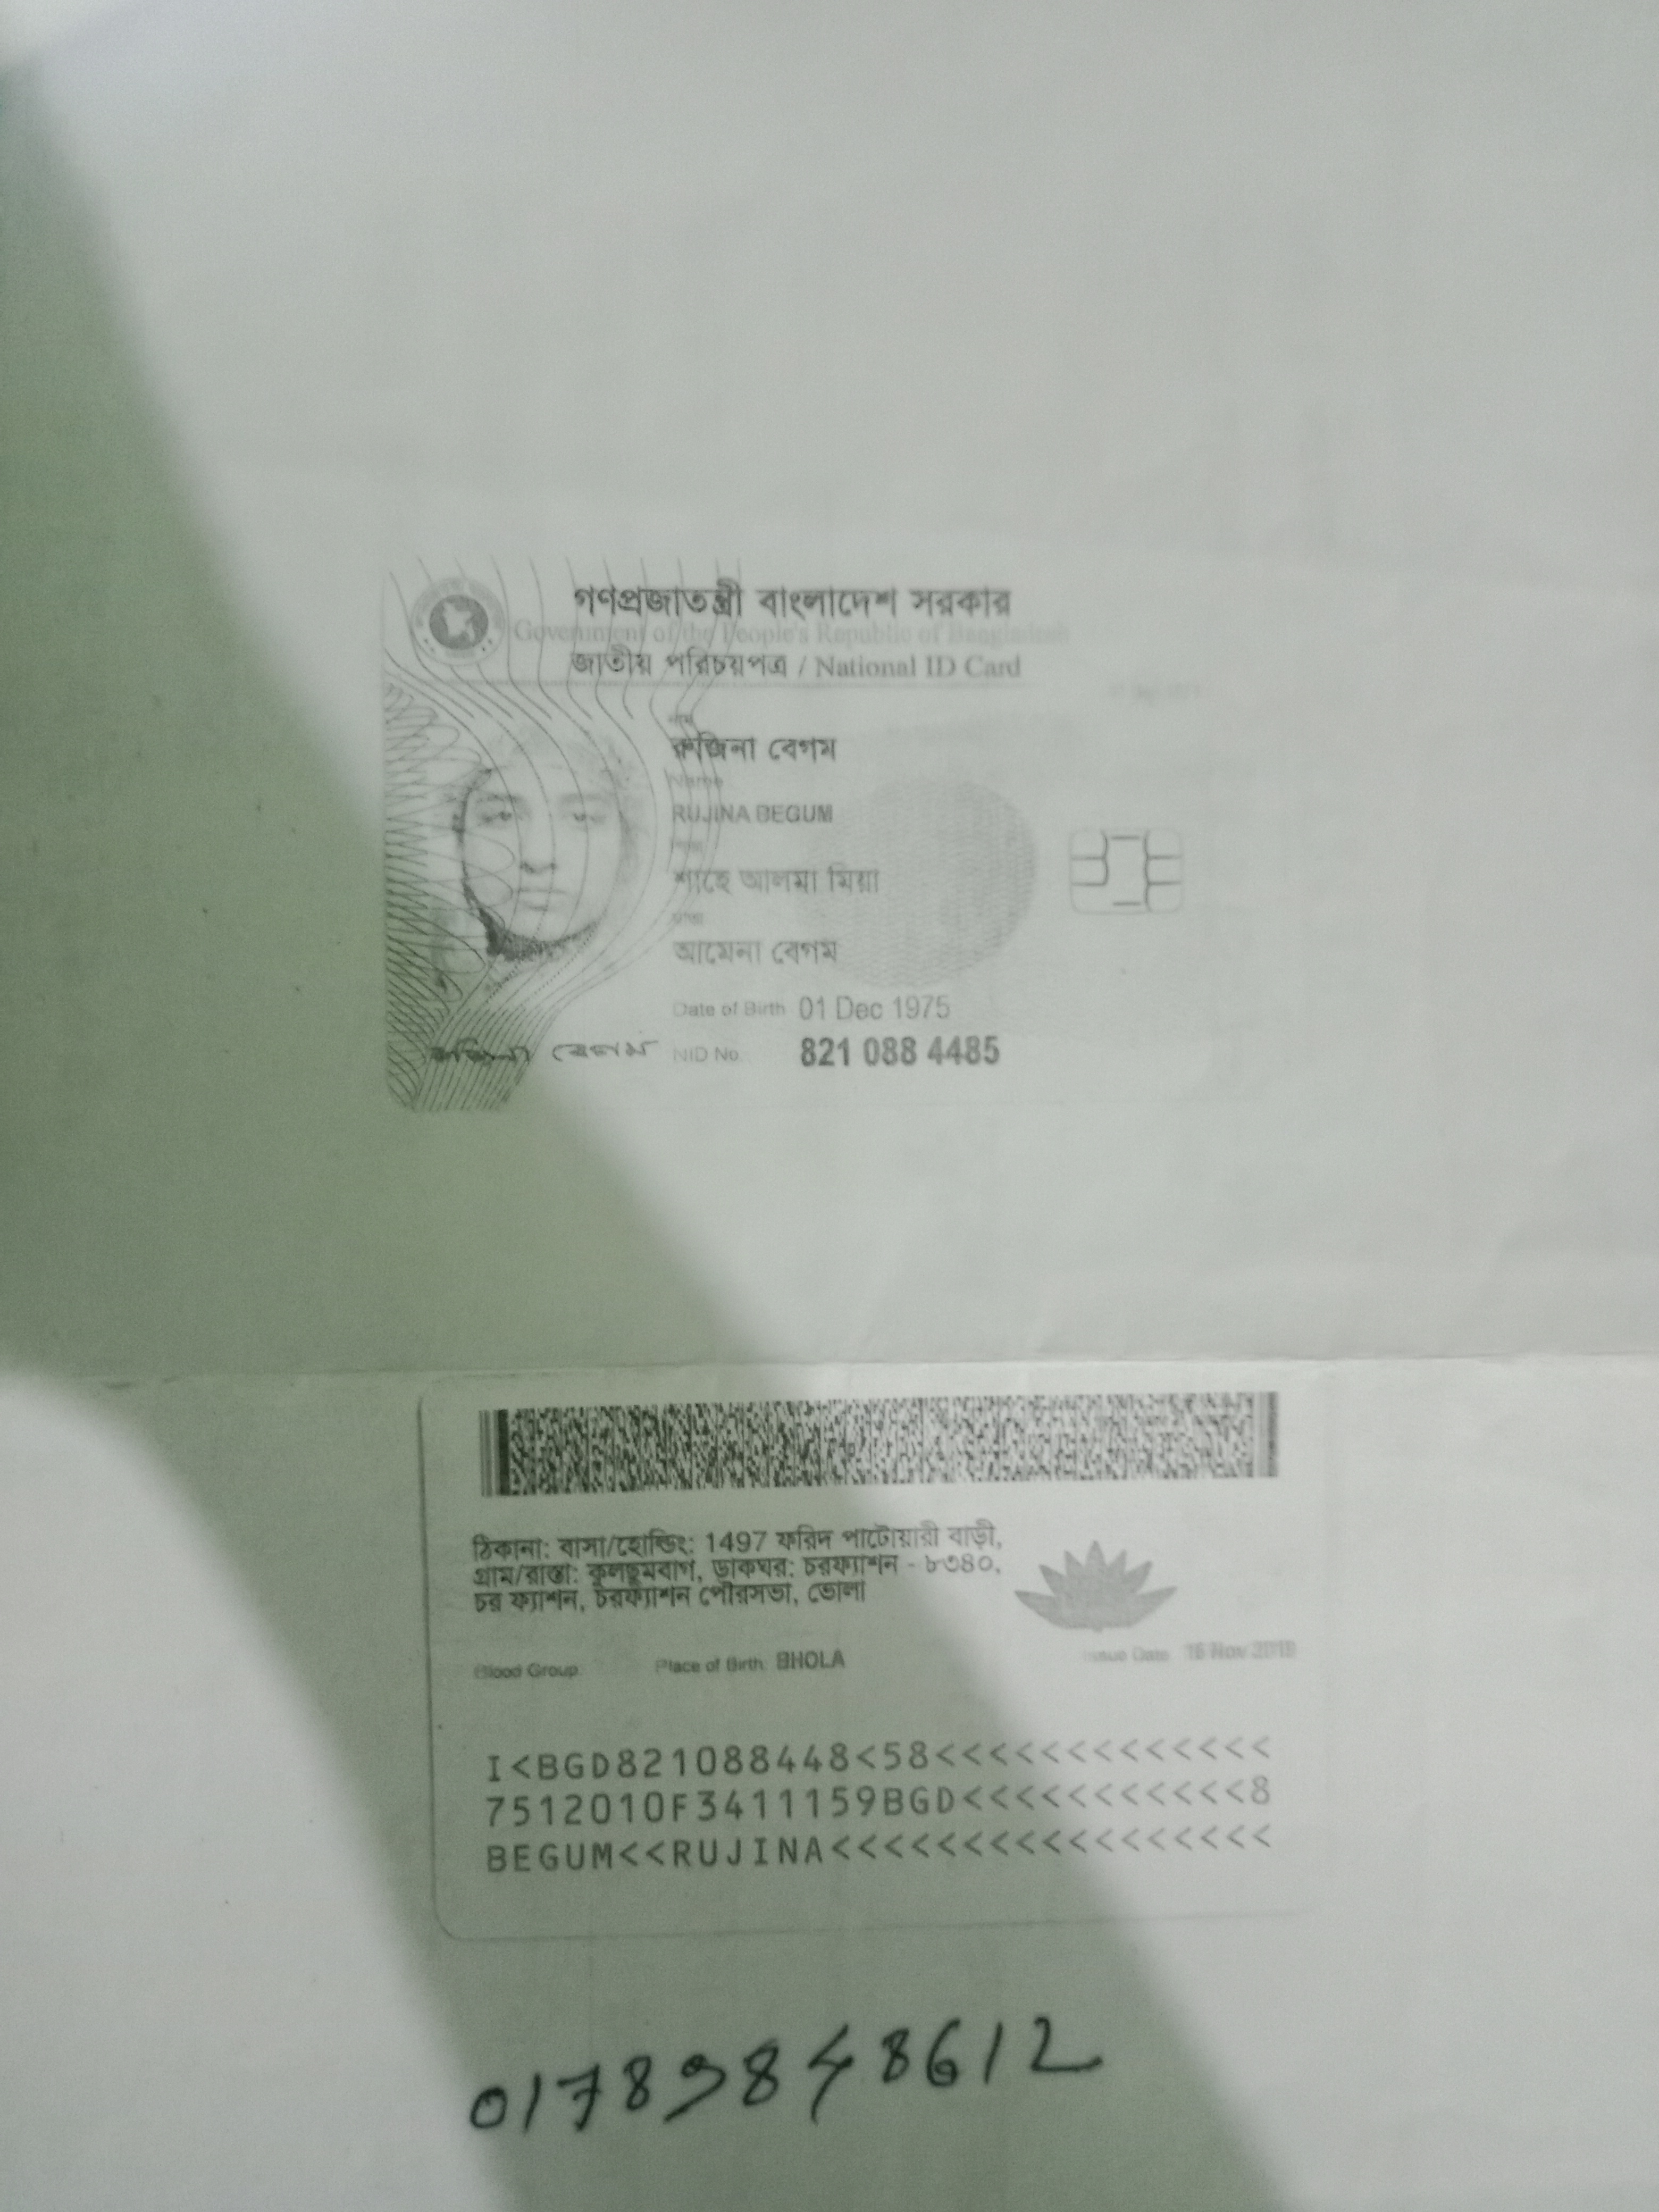 গণপ্রজাতন্ত্রী বাংলাদেশ সরকার
Government of the People's Republic of Bangladesh
জাতীয় পরিচয়পত্র / National ID Card
নাম
রুজিনা বেগম
Name
RUJINA BEGUM
পিতা
শাহে আলমা মিয়া
মাতা
আমেনা বেগম
Date of Birth 01 Dec 1975
রুজিনা বেগম NID No. 821 088 4485
ঠিকানা: বাসা/হোল্ডিং: 1497 ফরিদ পাটোয়ারী বাড়ী,
গ্রাম/রাস্তা: কুলছুমবাগ, ডাকঘর: চরফ্যাশন - ৮৩৪০,
চর ফ্যাশন, চরফ্যাশন পৌরসভা, ভোলা
Blood Group Place of Birth: BHOLA Issue Date 16 Nov
I<BGD821088448<58<<<<<<<<<<<<<
7512010F3411159BGD<<<<<<<<<<<8
BEGUM<<RUJINA<<<<<<<<<<<<<<<<<
01789848612